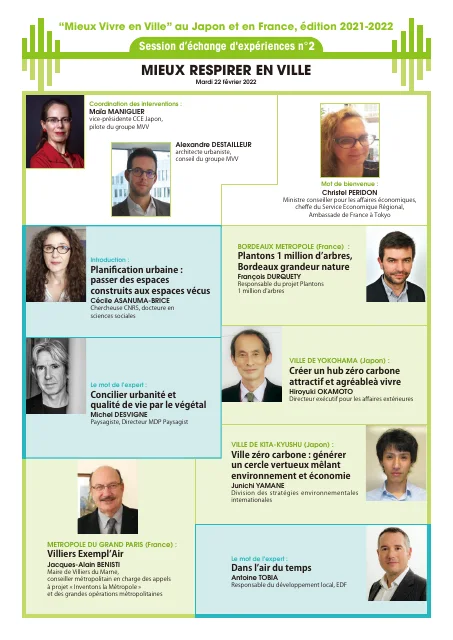 “Mieux Vivre en Ville” au Japon et en France, édition 2021-2022
Session d’échange d’expériences n°2
MIEUX RESPIRER EN VILLE
Mardi 22 février 2022
Coordination des interventions :
Maïa MANIGLIER
vice-présidente CCE Japon,
pilote du groupe MVV
Alexandre DESTAILLEUR
architecte urbaniste,
conseil du groupe MVV
Mot de bienvenue :
Christel PERIDON
Ministre conseiller pour les affaires économiques,
cheffe du Service Economique Régional,
Ambassade de France à Tokyo
Introduction :
Planification urbaine :
passer des espaces
construits aux espaces vécus
Cécile ASANUMA-BRICE
Chercheuse CNRS, docteure en
sciences sociales
BORDEAUX METROPOLE (France) :
Plantons 1 million d’arbres,
Bordeaux grandeur nature
François DURQUETY
Responsable du projet Plantons
1 million d’arbres
Le mot de l’expert :
Concilier urbanité et
qualité de vie par le végétal
Michel DESVIGNE
Paysagiste, Directeur MDP Paysagist
VILLE DE YOKOHAMA (Japon) :
Créer un hub zéro carbone
attractif et agréableà vivre
Hiroyuki OKAMOTO
Directeur exécutif pour les affaires extérieures
VILLE DE KITA-KYUSHU (Japon) :
Ville zéro carbone : générer
un cercle vertueux mêlant
environnement et économie
Junichi YAMANE
Division des stratégies environnementales
internationales
METROPOLE DU GRAND PARIS (France) :
Villiers Exempl’Air
Jacques-Alain BENISTI
Maire de Villiers du Marne,
conseiller métropolitain en charge des appels
à projet « Inventons la Métropole »
et des grandes opérations métropolitaines
Le mot de l’expert :
Dans l’air du temps
Antoine TOBIA
Responsable du développement local, EDF